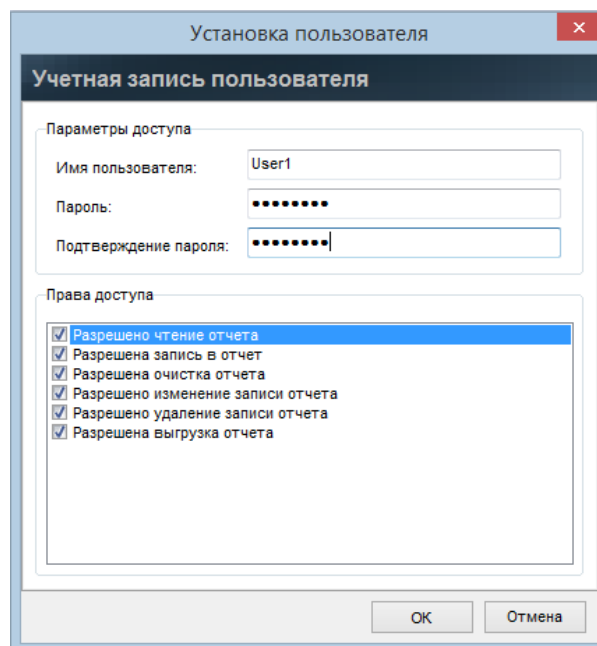 Установка пользователя
Учетная запись пользователя
Параметры доступа
Имя пользователя: User1
Пароль: ••••••••
Подтверждение пароля: ••••••••
Права доступа
Разрешено чтение отчета
Разрешена запись в отчет
Разрешена очистка отчета
Разрешено изменение записи отчета
Разрешено удаление записи отчета
Разрешена выгрузка отчета
OK Отмена